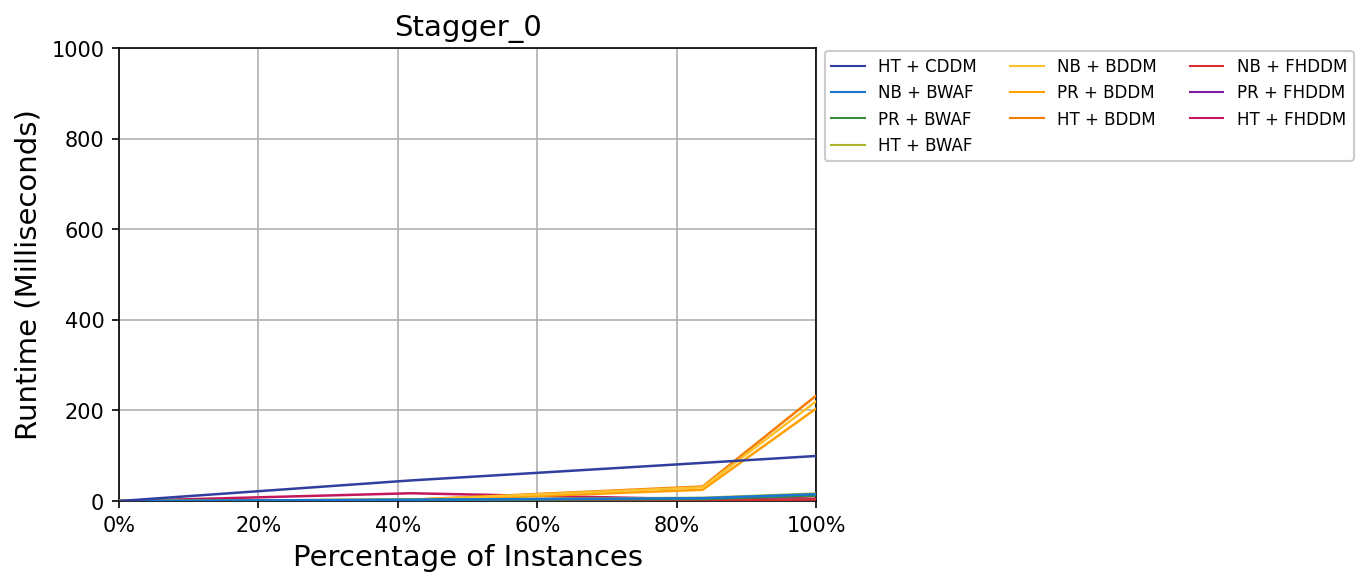 Stagger_0
1000
800
600
400
200
0
Runtime (Milliseconds)
0% 20% 40% 60% 80% 100%
Percentage of Instances
HT + CDDM NB + BDDM NB + FHDDM
NB + BWAF PR + BDDM PR + FHDDM
PR + BWAF HT + BDDM HT + FHDDM
HT + BWAF